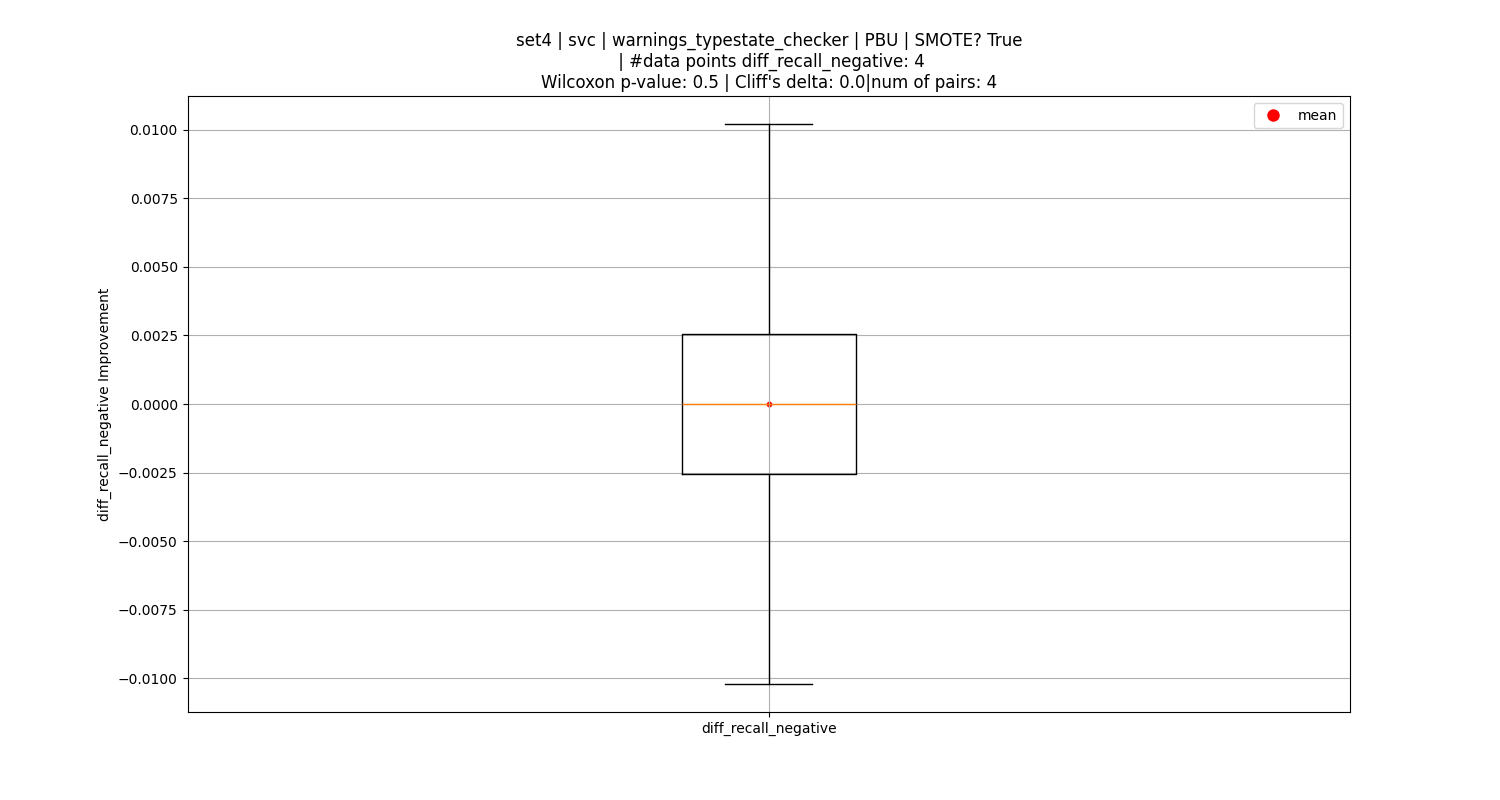 set4 | svc | warnings_typestate_checker | PBU | SMOTE? True
| #data points diff_recall_negative: 4
Wilcoxon p-value: 0.5 | Cliff's delta: 0.0|num of pairs: 4
mean
0.0100
0.0075
0.0050
0.0025
0.0000
−0.0025
−0.0050
−0.0075
−0.0100
diff_recall_negative Improvement
diff_recall_negative